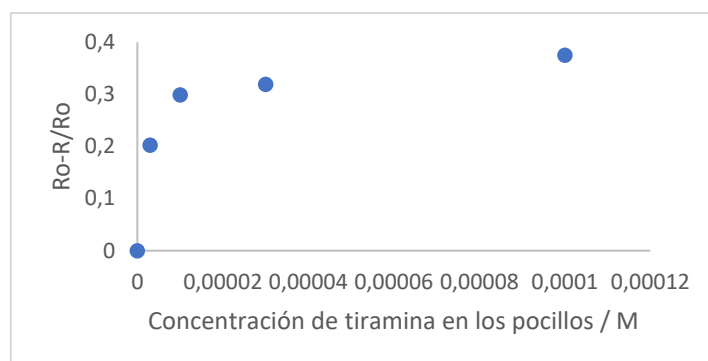 0,4
0,3
0,2
0,1
0
Ro-R/Ro
0 0,00002 0,00004 0,00006 0,00008 0,0001 0,00012
Concentración de tiramina en los pocillos / M